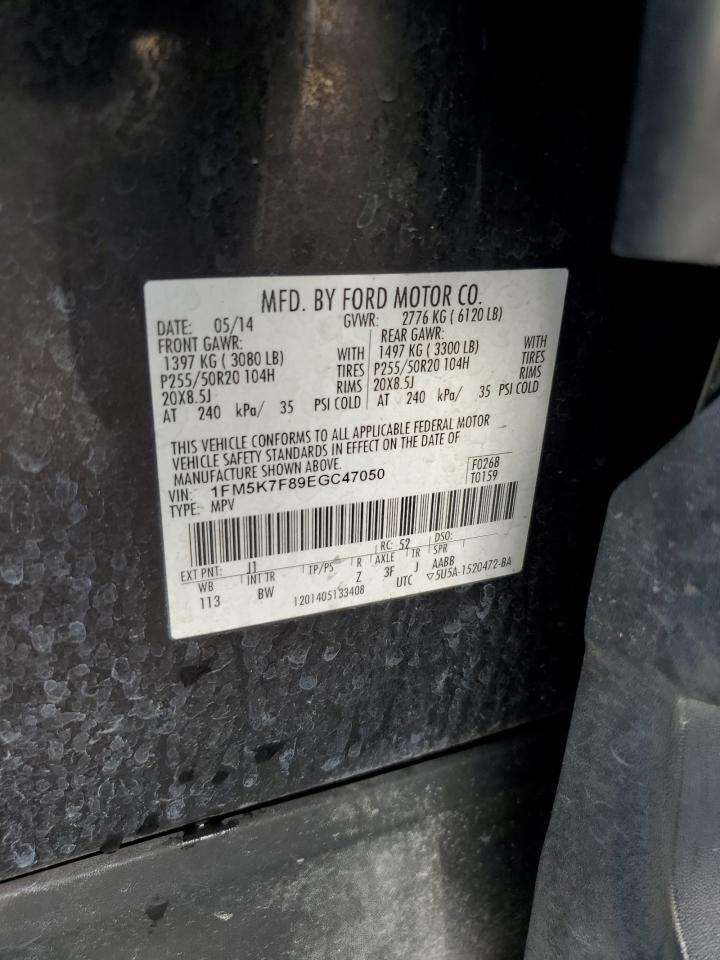 MFD. BY FORD MOTOR CO.
DATE: 05/14 GVWR: 2776 KG ( 6120 LB)
FRONT GAWR: REAR GAWR:
1397 KG ( 3080 LB) WITH 1497 KG ( 3300 LB) WITH
P255/50R20 104H TIRES P255/50R20 104H TIRES
20X8.5J RIMS 20X8.5J RIMS
AT 240 kPa/ 35 PSI COLD AT 240 kPa/ 35 PSI COLD
THIS VEHICLE CONFORMS TO ALL APPLICABLE FEDERAL MOTOR
VEHICLE SAFETY STANDARDS IN EFFECT ON THE DATE OF
MANUFACTURE SHOWN ABOVE.
VIN: 1FM5K7F89EGC47050 F0268
TYPE: MPV T0159
EXT PNT: J1 RC: 52 DSO:
WB INT TR TP/PS R AXLE TR SPR
113 BW Z 3F J AABB
1201405133408 UTC ▽5U5A-1520472-BA